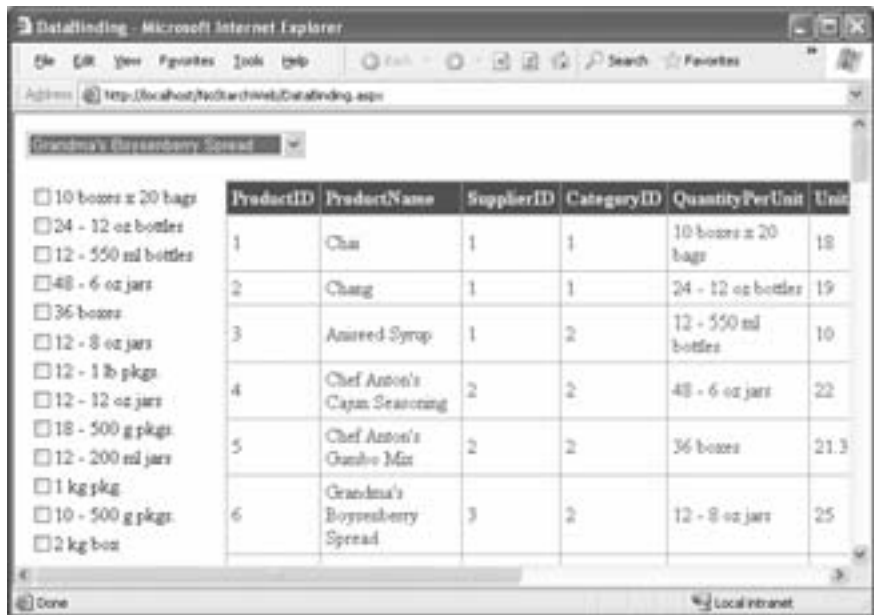 DataBinding - Microsoft Internet Explorer
File Edit View Favorites Tools Help Back Search Favorites
Address http://localhost/NoStarchWeb/DataBinding.aspx
Grandma's Boysenberry Spread
10 boxes x 20 bags
24 - 12 oz bottles
12 - 550 ml bottles
48 - 6 oz jars
36 boxes
12 - 8 oz jars
12 - 1 lb pkgs.
12 - 12 oz jars
18 - 500 g pkgs.
12 - 200 ml jars
1 kg pkg.
10 - 500 g pkgs.
2 kg box
ProductID ProductName SupplierID CategoryID QuantityPerUnit Unit
1 Chai 1 1 10 boxes x 20 bags 18
2 Chang 1 1 24 - 12 oz bottles 19
3 Aniseed Syrup 1 2 12 - 550 ml bottles 10
4 Chef Anton's Cajun Seasoning 2 2 48 - 6 oz jars 22
5 Chef Anton's Gumbo Mix 2 2 36 boxes 21.3
6 Grandma's Boysenberry Spread 3 2 12 - 8 oz jars 25
Done Local intranet